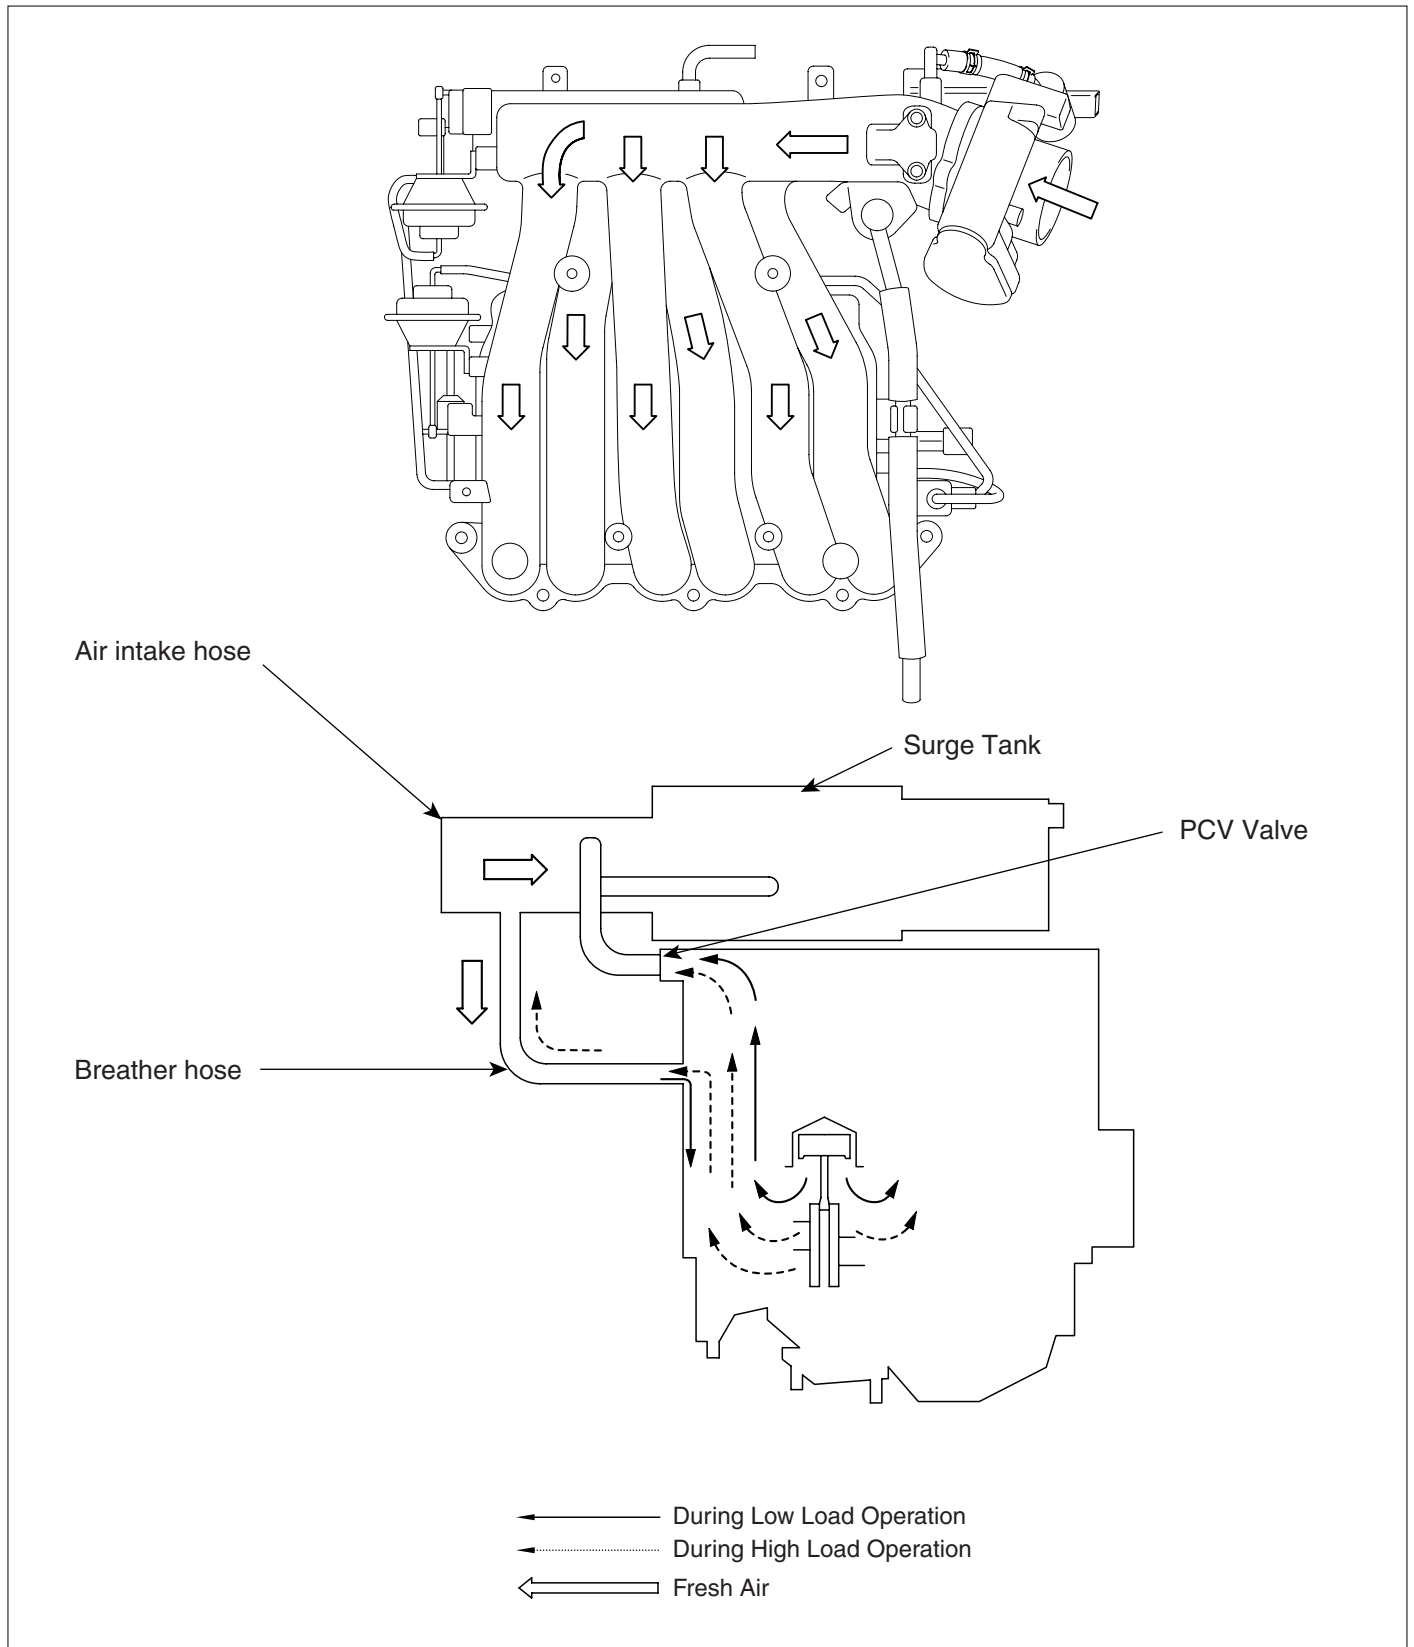 Air intake hose
Surge Tank
PCV Valve
Breather hose
During Low Load Operation
During High Load Operation
Fresh Air